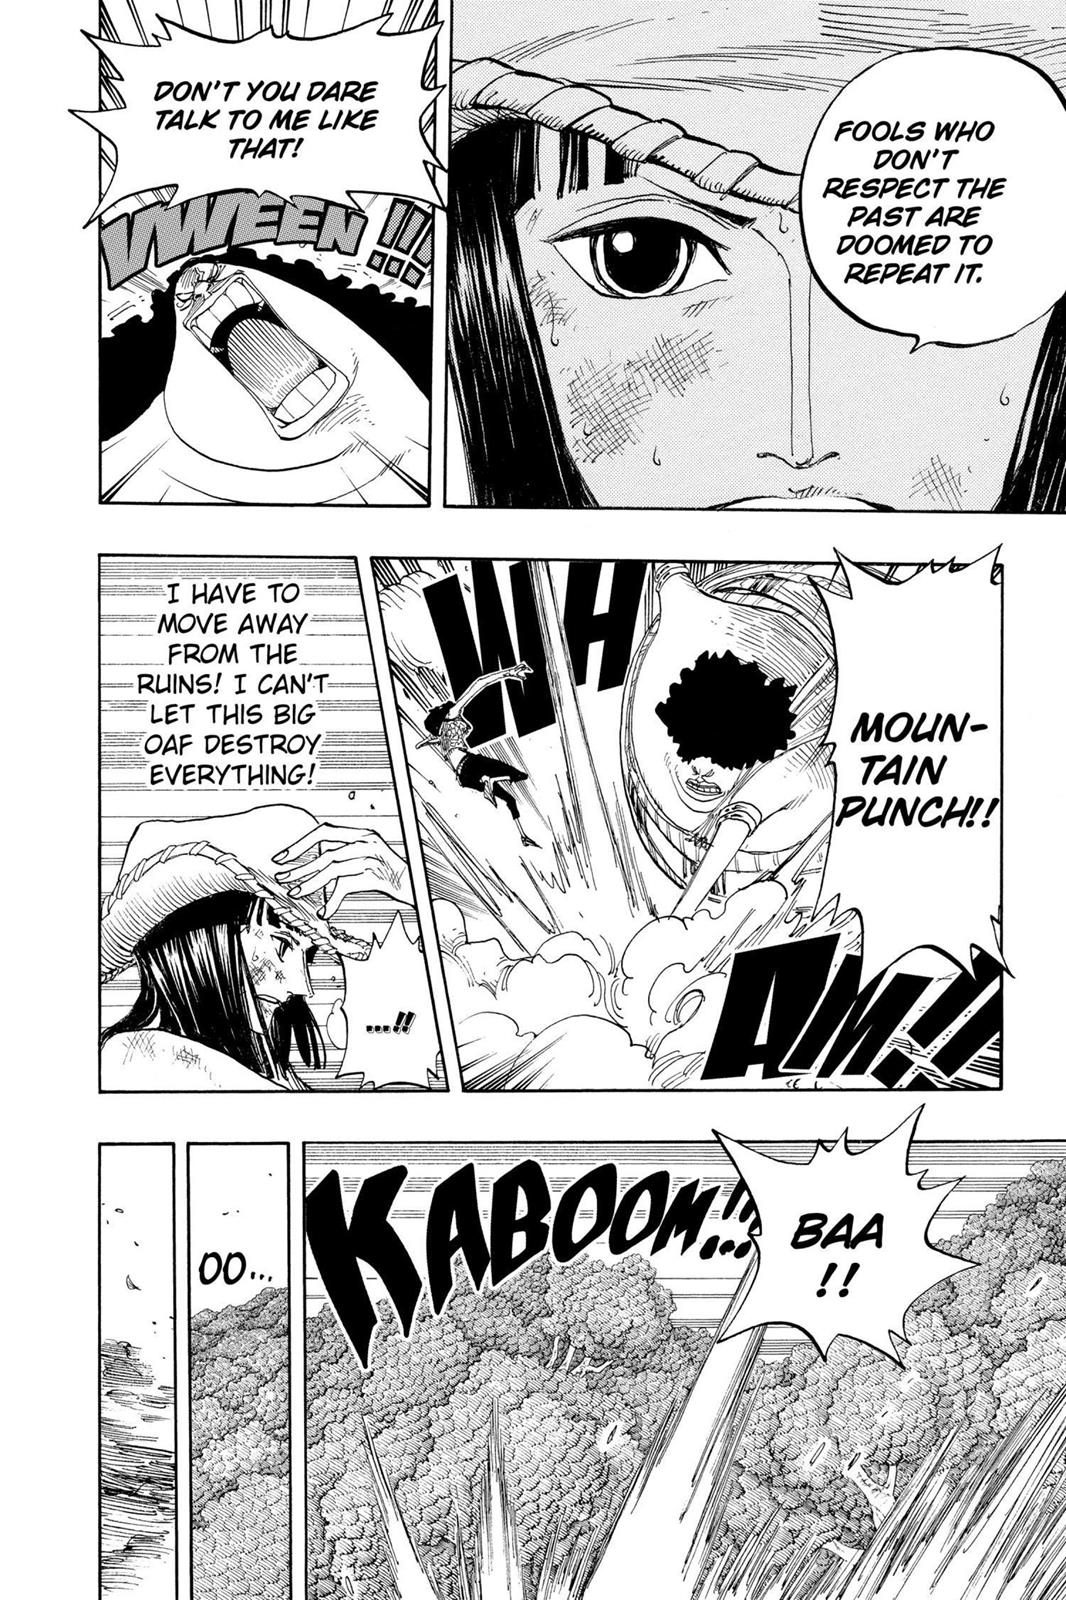 FOOLS WHO
DON'T
RESPECT THE
PAST ARE
DOOMED TO
REPEAT IT.
DON'T YOU DARE
TALK TO ME LIKE
THAT!
VWEEN!!!
MOUN-
TAIN
PUNCH!!
WH
AM!!
I HAVE TO
MOVE AWAY
FROM THE
RUINS! I CAN'T
LET THIS BIG
OAF DESTROY
EVERYTHING!
...!!
BAA
!!
KABOOM!!
OO...